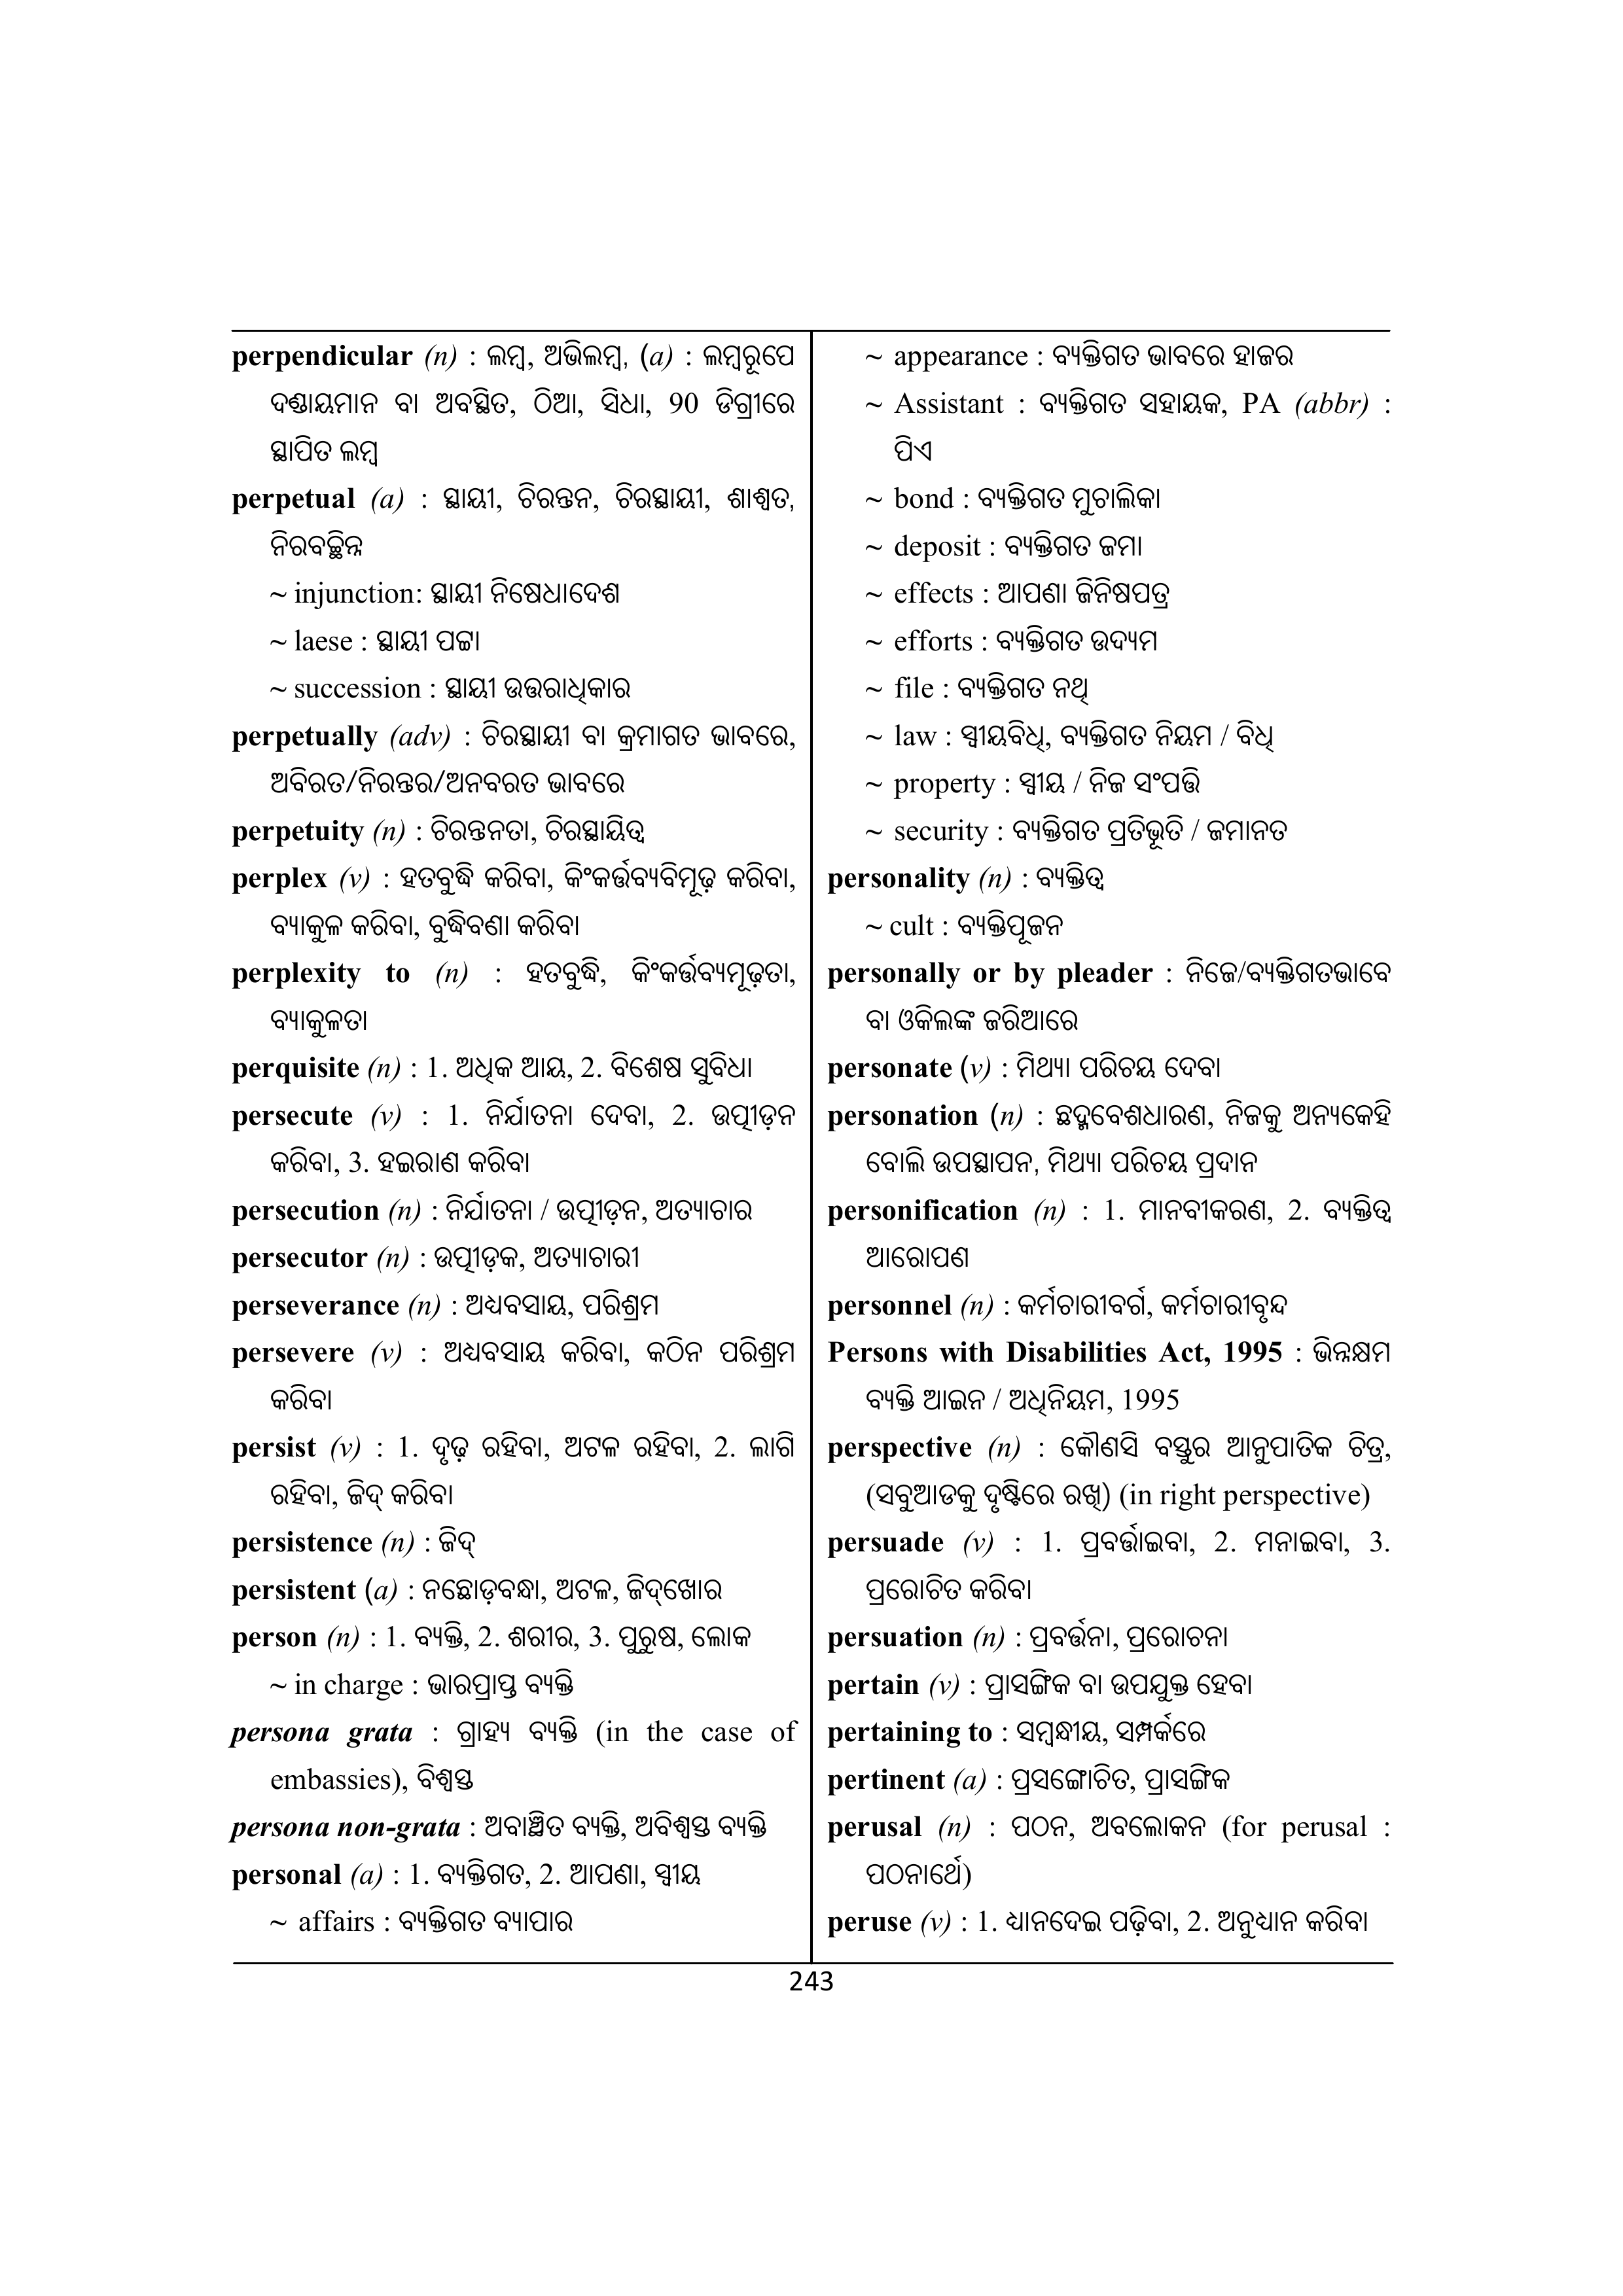 perpendicular (n) : ଲମ୍ବ, ଅଭିଲମ୍ବ, (a) : ଲମ୍ବରୂପେ
ଦଣ୍ଡାୟମାନ ବା ଅବସ୍ଥିତ, ଠିଆ, ସିଧା, 90 ଡିଗ୍ରୀରେ
ସ୍ଥାପିତ ଲମ୍ବ
perpetual (a) : ସ୍ଥାୟୀ, ଚିରନ୍ତନ, ଚିରସ୍ଥାୟୀ, ଶାଶ୍ୱତ,
ନିରବଚ୍ଛିନ୍ନ
~ injunction: ସ୍ଥାୟୀ ନିଷେଧାଦେଶ
~ laese : ସ୍ଥାୟୀ ପଟ୍ଟା
~ succession : ସ୍ଥାୟୀ ଉତ୍ତରାଧିକାର
perpetually (adv) : ଚିରସ୍ଥାୟୀ ବା କ୍ରମାଗତ ଭାବରେ,
ଅବିରତ/ନିରନ୍ତର/ଅନବରତ ଭାବରେ
perpetuity (n) : ଚିରନ୍ତନତା, ଚିରସ୍ଥାୟିତ୍ୱ
perplex (v) : ହତବୁଦ୍ଧି କରିବା, କିଂକର୍ତ୍ତବ୍ୟବିମୂଢ଼ କରିବା,
ବ୍ୟାକୁଳ କରିବା, ବୁଦ୍ଧିବଣା କରିବା
perplexity to (n) : ହତବୁଦ୍ଧି, କିଂକର୍ତ୍ତବ୍ୟମୂଢ଼ତା,
ବ୍ୟାକୁଳତା
perquisite (n) : 1. ଅଧିକ ଆୟ, 2. ବିଶେଷ ସୁବିଧା
persecute (v) : 1. ନିର୍ଯାତନା ଦେବା, 2. ଉତ୍ପୀଡ଼ନ
କରିବା, 3. ହଇରାଣ କରିବା
persecution (n) : ନିର୍ଯାତନା / ଉତ୍ପୀଡ଼ନ, ଅତ୍ୟାଚାର
persecutor (n) : ଉତ୍ପୀଡ଼କ, ଅତ୍ୟାଚାରୀ
perseverance (n) : ଅଧ୍ୟବସାୟ, ପରିଶ୍ରମ
persevere (v) : ଅଧ୍ୟବସାୟ କରିବା, କଠିନ ପରିଶ୍ରମ
କରିବା
persist (v) : 1. ଦୃଢ଼ ରହିବା, ଅଟଳ ରହିବା, 2. ଲାଗି
ରହିବା, ଜିଦ୍ କରିବା
persistence (n) : ଜିଦ୍
persistent (a) : ନଛୋଡ଼ବନ୍ଧା, ଅଟଳ, ଜିଦ୍‌ଖୋର
person (n) : 1. ବ୍ୟକ୍ତି, 2. ଶରୀର, 3. ପୁରୁଷ, ଲୋକ
~ in charge : ଭାରପ୍ରାପ୍ତ ବ୍ୟକ୍ତି
persona grata : ଗ୍ରାହ୍ୟ ବ୍ୟକ୍ତି (in the case of
embassies), ବିଶ୍ୱସ୍ତ
persona non-grata : ଅବାଞ୍ଛିତ ବ୍ୟକ୍ତି, ଅବିଶ୍ୱସ୍ତ ବ୍ୟକ୍ତି
personal (a) : 1. ବ୍ୟକ୍ତିଗତ, 2. ଆପଣା, ସ୍ୱୀୟ
~ affairs : ବ୍ୟକ୍ତିଗତ ବ୍ୟାପାର
~ appearance : ବ୍ୟକ୍ତିଗତ ଭାବରେ ହାଜର
~ Assistant : ବ୍ୟକ୍ତିଗତ ସହାୟକ, PA (abbr) :
ପିଏ
~ bond : ବ୍ୟକ୍ତିଗତ ମୁଚାଲିକା
~ deposit : ବ୍ୟକ୍ତିଗତ ଜମା
~ effects : ଆପଣା ଜିନିଷପତ୍ର
~ efforts : ବ୍ୟକ୍ତିଗତ ଉଦ୍ୟମ
~ file : ବ୍ୟକ୍ତିଗତ ନଥି
~ law : ସ୍ୱୀୟବିଧି, ବ୍ୟକ୍ତିଗତ ନିୟମ / ବିଧି
~ property : ସ୍ୱୀୟ / ନିଜ ସଂପତ୍ତି
~ security : ବ୍ୟକ୍ତିଗତ ପ୍ରତିଭୂତି / ଜମାନତ
personality (n) : ବ୍ୟକ୍ତିତ୍ୱ
~ cult : ବ୍ୟକ୍ତିପୂଜନ
personally or by pleader : ନିଜେ/ବ୍ୟକ୍ତିଗତଭାବେ
ବା ଓକିଲଙ୍କ ଜରିଆରେ
personate (v) : ମିଥ୍ୟା ପରିଚୟ ଦେବା
personation (n) : ଛଦ୍ମବେଶଧାରଣ, ନିଜକୁ ଅନ୍ୟକେହି
ବୋଲି ଉପସ୍ଥାପନ, ମିଥ୍ୟା ପରିଚୟ ପ୍ରଦାନ
personification (n) : 1. ମାନବୀକରଣ, 2. ବ୍ୟକ୍ତିତ୍ୱ
ଆରୋପଣ
personnel (n) : କର୍ମଚାରୀବର୍ଗ, କର୍ମଚାରୀବୃନ୍ଦ
Persons with Disabilities Act, 1995 : ଭିନ୍ନକ୍ଷମ
ବ୍ୟକ୍ତି ଆଇନ / ଅଧିନିୟମ, 1995
perspective (n) : କୌଣସି ବସ୍ତୁର ଆନୁପାତିକ ଚିତ୍ର,
(ସବୁଆଡକୁ ଦୃଷ୍ଟିରେ ରଖି) (in right perspective)
persuade (v) : 1. ପ୍ରବର୍ତ୍ତାଇବା, 2. ମନାଇବା, 3.
ପ୍ରରୋଚିତ କରିବା
persuation (n) : ପ୍ରବର୍ତ୍ତନା, ପ୍ରରୋଚନା
pertain (v) : ପ୍ରାସଙ୍ଗିକ ବା ଉପଯୁକ୍ତ ହେବା
pertaining to : ସମ୍ବନ୍ଧୀୟ, ସମ୍ପର୍କରେ
pertinent (a) : ପ୍ରସଙ୍ଗୋଚିତ, ପ୍ରାସଙ୍ଗିକ
perusal (n) : ପଠନ, ଅବଲୋକନ (for perusal :
ପଠନାର୍ଥେ)
peruse (v) : 1. ଧ୍ୟାନଦେଇ ପଢ଼ିବା, 2. ଅନୁଧ୍ୟାନ କରିବା
243